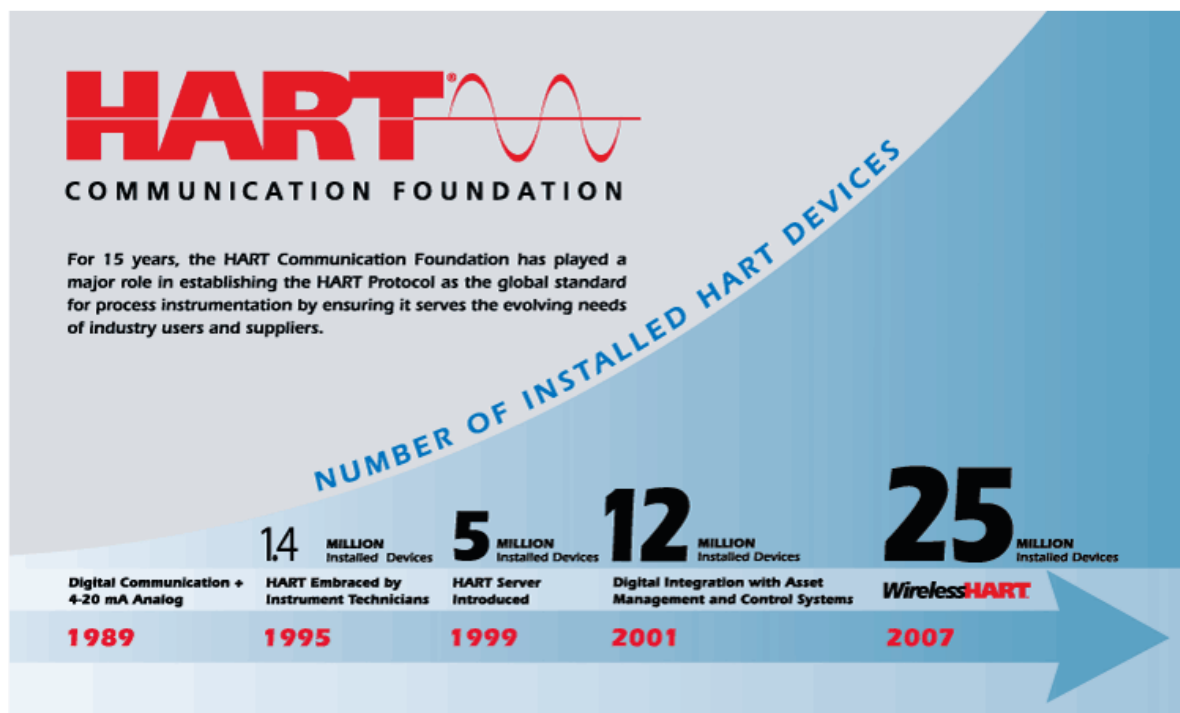 HART®
COMMUNICATION FOUNDATION
For 15 years, the HART Communication Foundation has played a
major role in establishing the HART Protocol as the global standard
for process instrumentation by ensuring it serves the evolving needs
of industry users and suppliers.
NUMBER OF INSTALLED HART DEVICES
1.4 MILLION Installed Devices
5 MILLION Installed Devices
12 MILLION Installed Devices
25 MILLION Installed Devices
Digital Communication +
4-20 mA Analog
HART Embraced by
Instrument Technicians
HART Server
Introduced
Digital Integration with Asset
Management and Control Systems
WirelessHART
1989
1995
1999
2001
2007